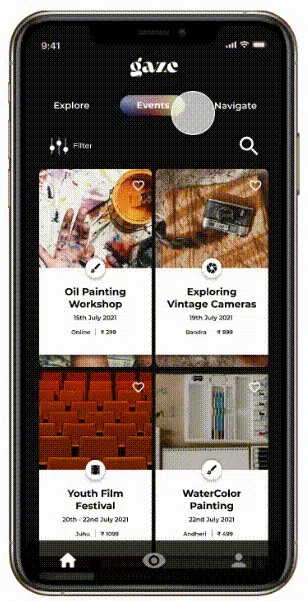 9:41
gaze
Explore
Events
Navigate
Filter
Oil Painting
Workshop
15th July 2021
Online | ₹ 299
Exploring
Vintage Cameras
19th July 2021
Bandra ₹ 899
Youth Film
Festival
20th - 22nd July 2021
Juhu | ₹ 1099
WaterColor
Painting
22nd July 2021
Andheri | ₹ 499